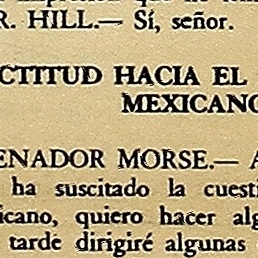 R. HILL.— Sí, señor.
CTITUD HACIA EL
MEXICANO
ENADOR MORSE.— A
ha suscitado la cuesti
icano, quiero hacer alg
tarde dirigiré algunas